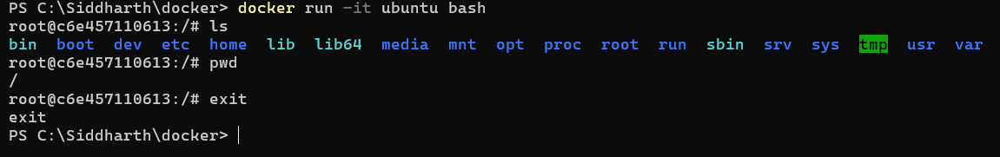 PS C:\Siddharth\docker> docker run -it ubuntu bash
root@c6e457110613:/# ls
bin  boot  dev  etc  home  lib  lib64  media  mnt  opt  proc  root  run  sbin  srv  sys  tmp  usr  var
root@c6e457110613:/# pwd
/
root@c6e457110613:/# exit
exit
PS C:\Siddharth\docker>